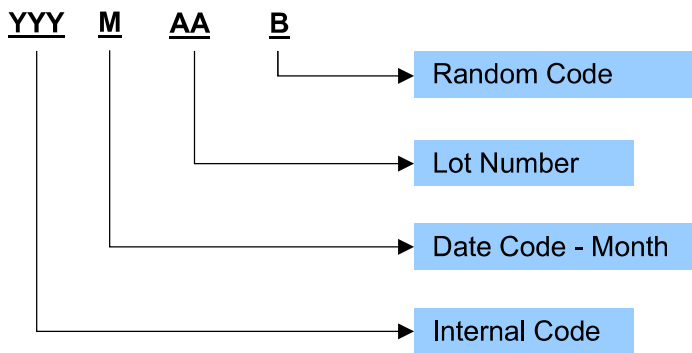 YYY M AA B
Random Code
Lot Number
Date Code - Month
Internal Code